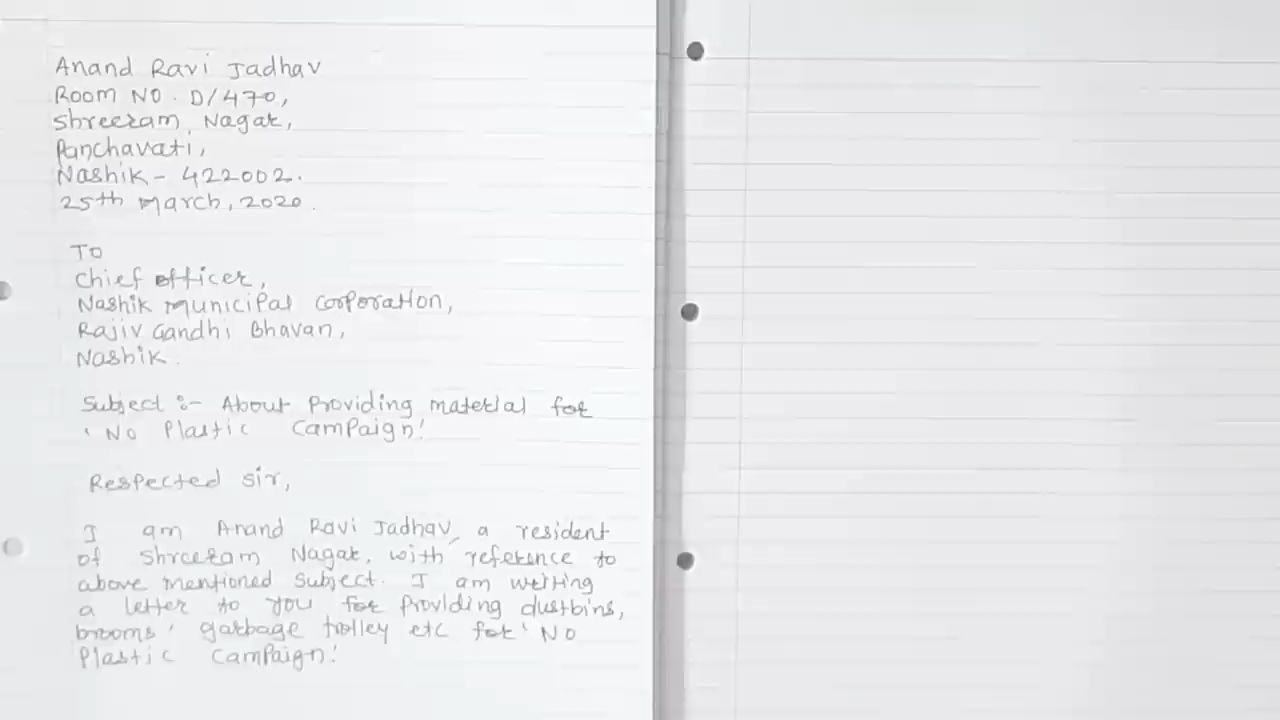 Anand Ravi Jadhav
Room No. D/470,
Shreeram Nagar,
Panchavati,
Nashik - 422002.
25th March, 2020.
To
Chief officer,
Nashik Municipal Corporation,
Rajiv Gandhi Bhavan,
Nashik.
Subject :- About Providing material for
'No Plastic Campaign!
Respected sir,
I am Anand Ravi Jadhav, a resident
of Shreeram Nagar, with reference to
above mentioned subject. I am writing
a letter to you for Providing dustbins,
brooms, garbage trolley etc for 'No
Plastic Campaign!